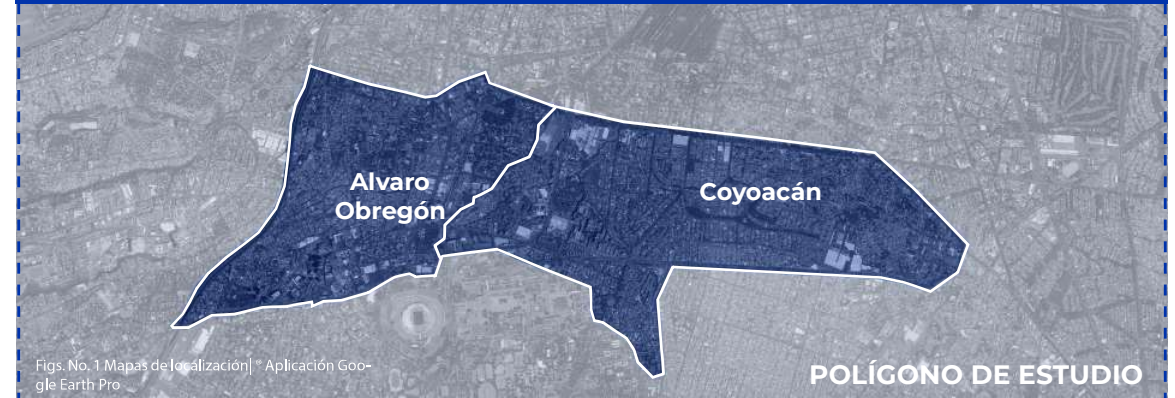 Alvaro
Obregón
Coyoacán
Figs. No. 1 Mapas de localización| ® Aplicación Goo-
gle Earth Pro
POLÍGONO DE ESTUDIO